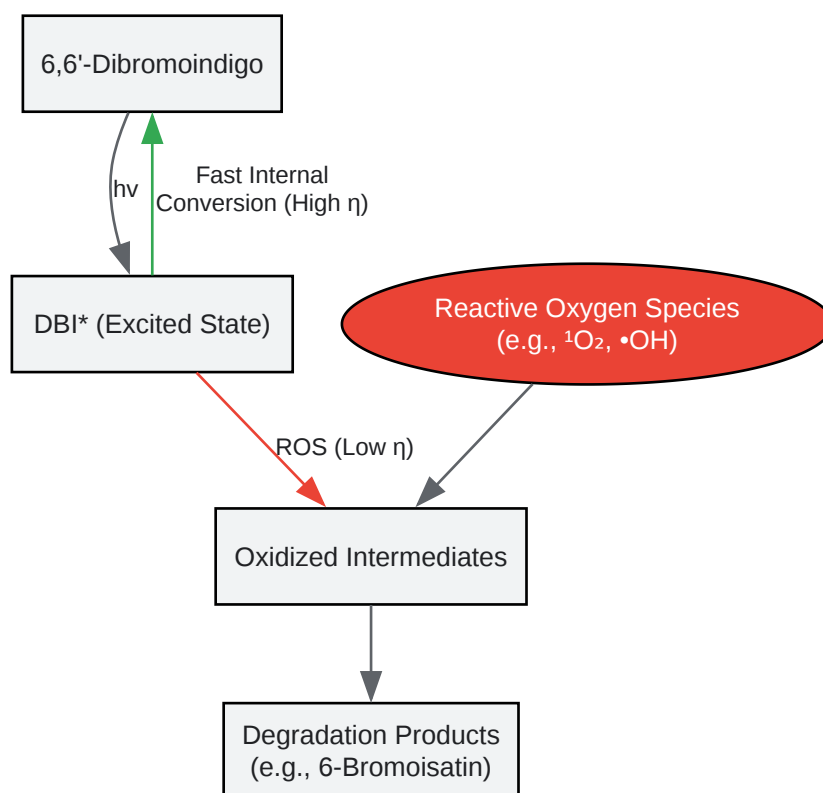 6,6'-Dibromoindigo
hv
Fast Internal
Conversion (High η)
DBI* (Excited State)
Reactive Oxygen Species
(e.g., ¹O₂, •OH)
ROS (Low η)
Oxidized Intermediates
Degradation Products
(e.g., 6-Bromoisatin)